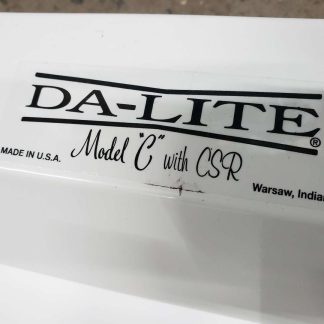 DA-LITE®
Model "C" with CSR
MADE IN U.S.A.
Warsaw, Indian